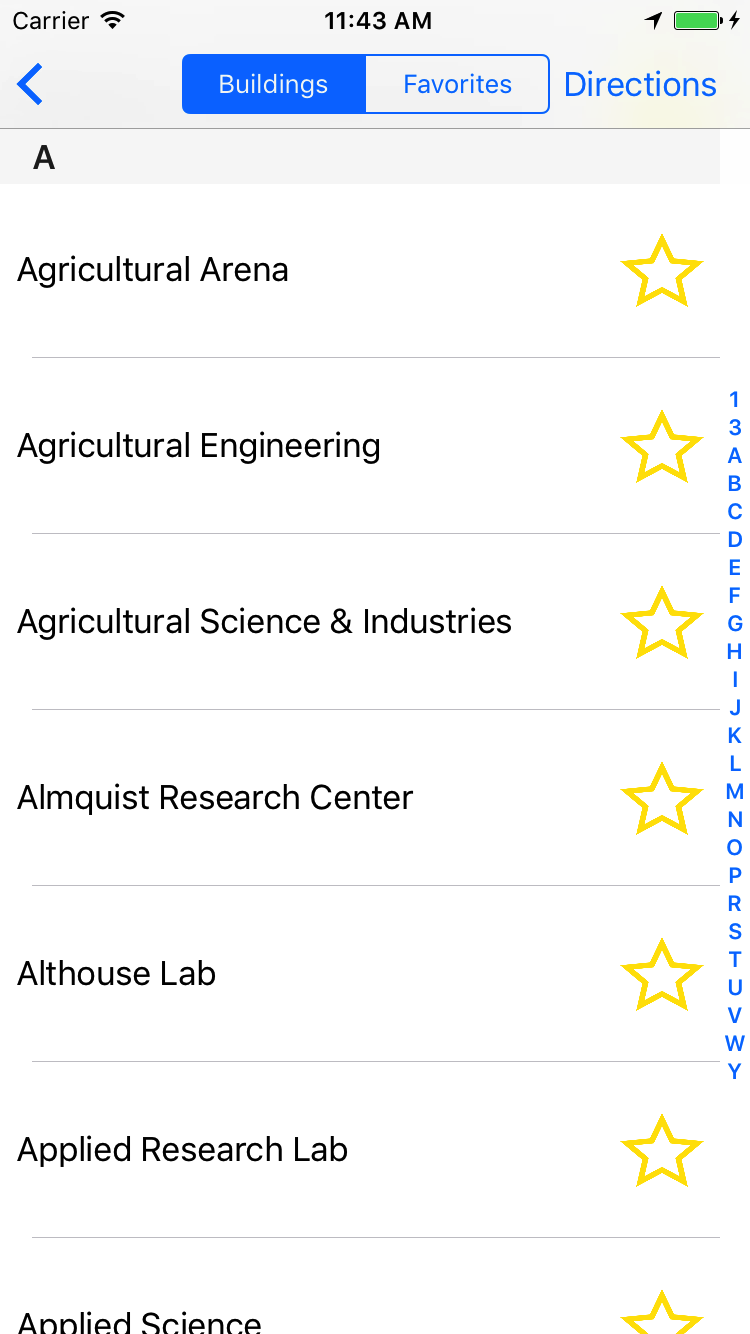 Carrier 11:43 AM
Buildings Favorites Directions
A
Agricultural Arena
Agricultural Engineering
Agricultural Science & Industries
Almquist Research Center
Althouse Lab
Applied Research Lab
Applied Science
1
3
A
B
C
D
E
F
G
H
I
J
K
L
M
N
O
P
R
S
T
U
V
W
Y